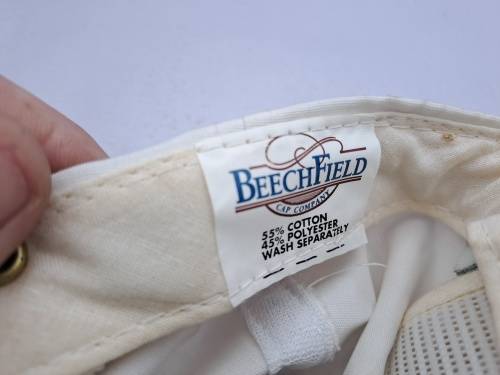 BEECHFIELD
CAP COMPANY
55% COTTON
45% POLYESTER
WASH SEPARATELY